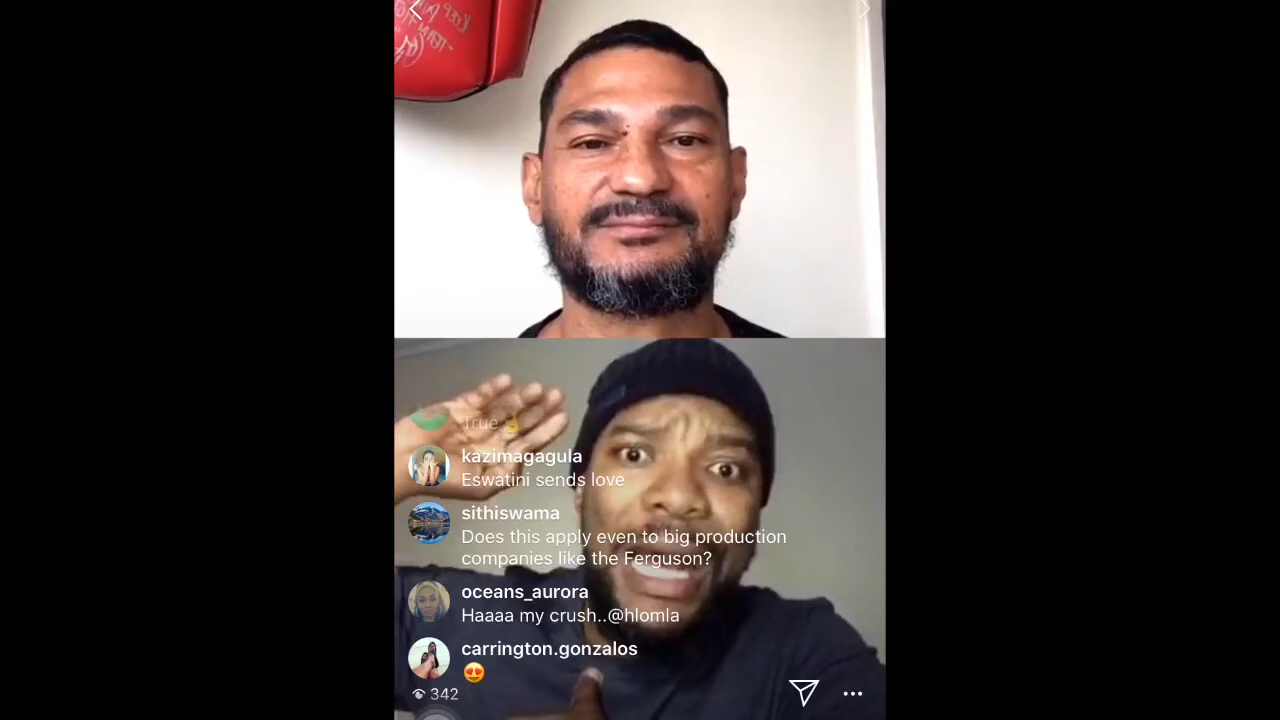 True ☝
kazimagagula
Eswatini sends love
sithiswama
Does this apply even to big production
companies like the Ferguson?
oceans_aurora
Haaaa my crush..@hlomla
carrington.gonzalos
😍
342